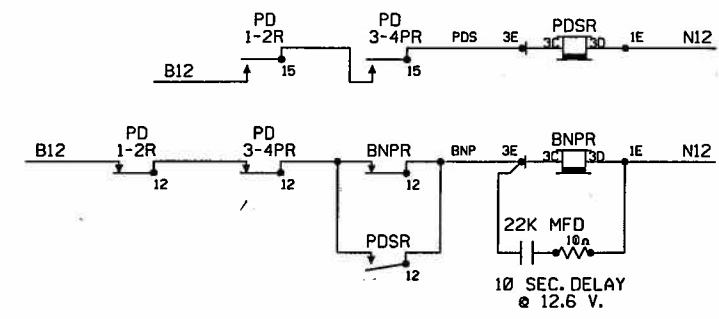 PD PD PDSR
1-2R 3-4PR PDS 3E 3C 3D 1E N12
B12 15 15
PD PD BNPR BNPR
B12 1-2R 3-4PR BNP 3E 3C 3D 1E N12
12 12 12
22K MFD
PDSR 10Ω
12
10 SEC. DELAY
@ 12.6 V.